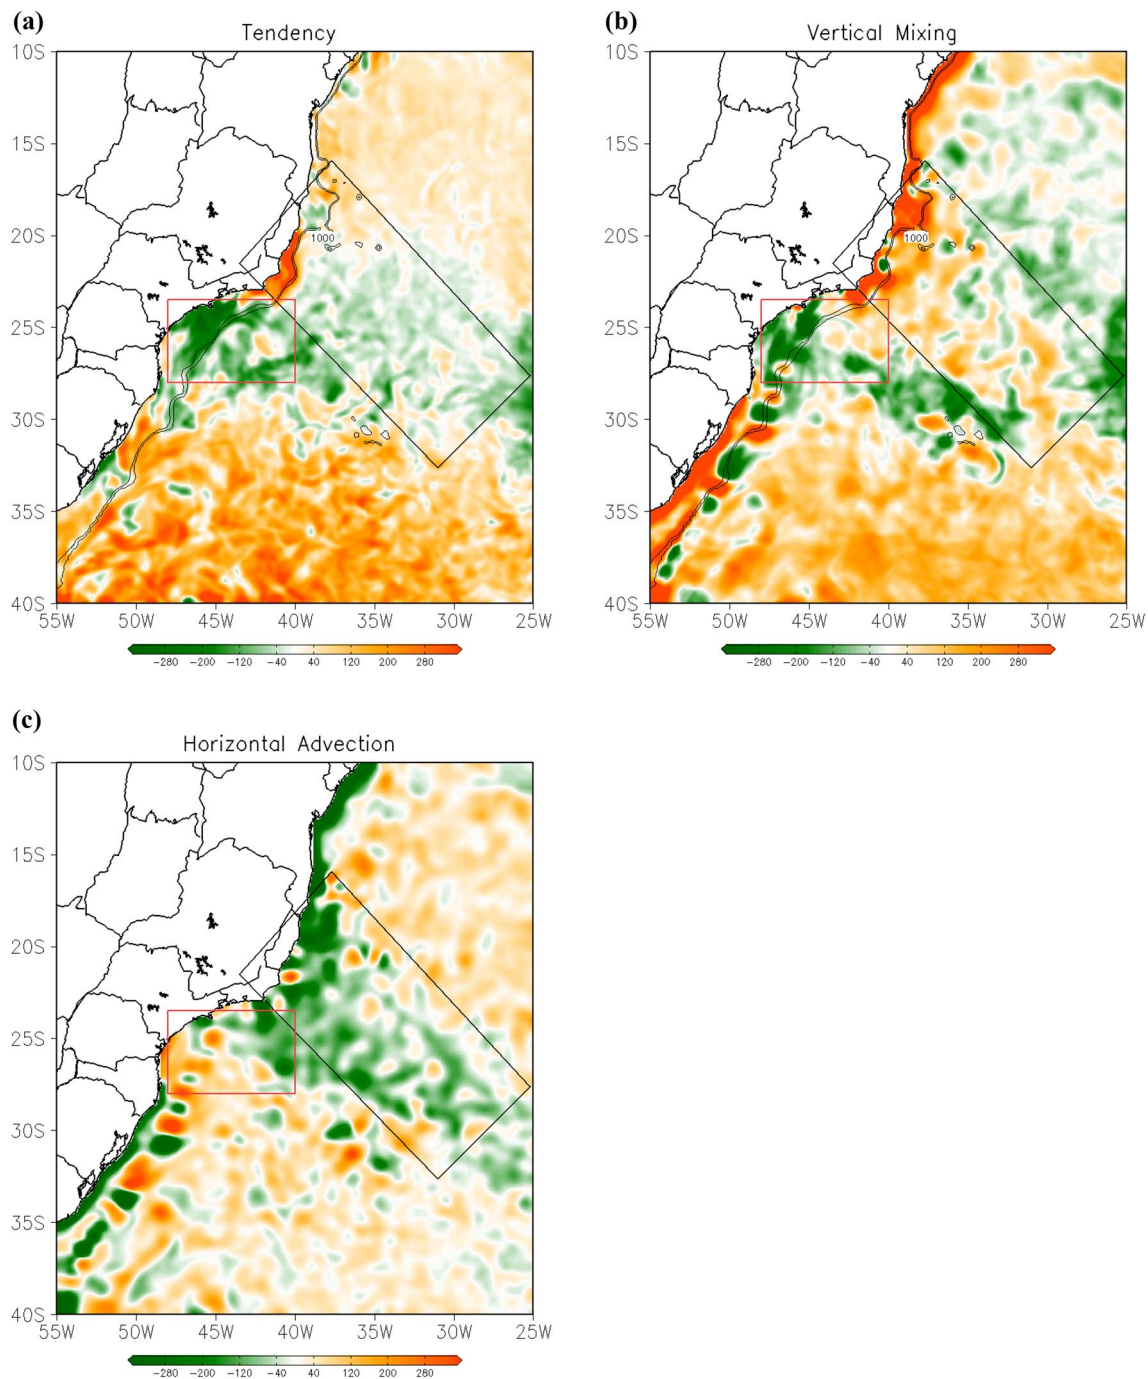 (a)
Tendency
10S
15S
20S
25S
30S
35S
40S
1000
55W 50W 45W 40W 35W 30W 25W
-280 -200 -120 -40 40 120 200 280
(b)
Vertical Mixing
10S
15S
20S
25S
30S
35S
40S
1000
55W 50W 45W 40W 35W 30W 25W
-280 -200 -120 -40 40 120 200 280
(c)
Horizontal Advection
10S
15S
20S
25S
30S
35S
40S
55W 50W 45W 40W 35W 30W 25W
-280 -200 -120 -40 40 120 200 280